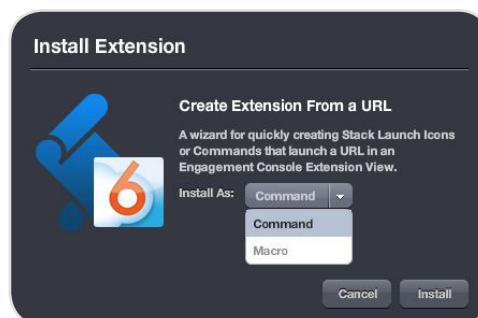 Install Extension
Create Extension From a URL
A wizard for quickly creating Stack Launch Icons
or Commands that launch a URL in an
Engagement Console Extension View.
Install As: Command
6
Command
Macro
Cancel Install